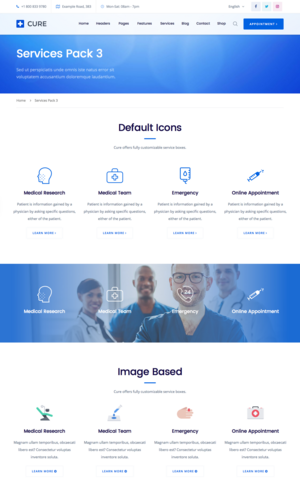 +1 800 834 5789 Example Road, 384 Mon-Sat: 08am - 7pm English
CURE Home Headers Pages Features Services Blog Contact Shop APPOINTMENT
Services Pack 3
Sed ut perspiciatis unde omnis iste natus error sit
voluptatem accusantium doloremque laudantium.
Home > Services Pack 3
Default Icons
Cure offers fully customizable service boxes.
Medical Research Medical Team Emergency Online Appointment
Patient is information gained by a Patient is information gained by a Patient is information gained by a Patient is information gained by a
physician by asking specific questions, physician by asking specific questions, physician by asking specific questions, physician by asking specific questions,
either of the patient. either of the patient. either of the patient. either of the patient.
LEARN MORE LEARN MORE LEARN MORE LEARN MORE
24
Medical Research Medical Team Emergency Online Appointment
Image Based
Cure offers fully customizable service boxes.
Medical Research Medical Team Emergency Online Appointment
Magnam ullam temporibus, obcaecati Magnam ullam temporibus, obcaecati Magnam ullam temporibus, obcaecati Magnam ullam temporibus, obcaecati
libero sed! Consectetur voluptas libero sed! Consectetur voluptas libero sed! Consectetur voluptas libero sed! Consectetur voluptas
inventore soluta. inventore soluta. inventore soluta. inventore soluta.
LEARN MORE LEARN MORE LEARN MORE LEARN MORE